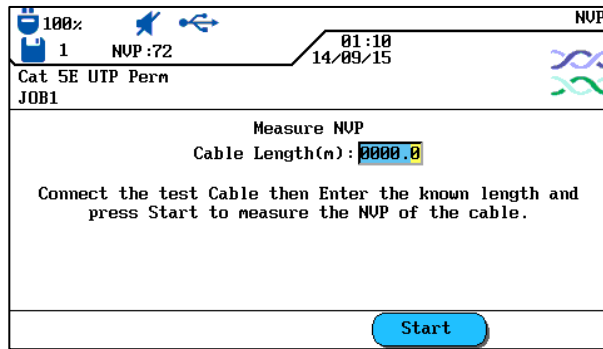 100% NVP
1 NVP:72 01:10
14/09/15
Cat 5E UTP Perm
JOB1
Measure NVP
Cable Length(m):0000.0
Connect the test Cable then Enter the known length and
press Start to measure the NVP of the cable.
Start